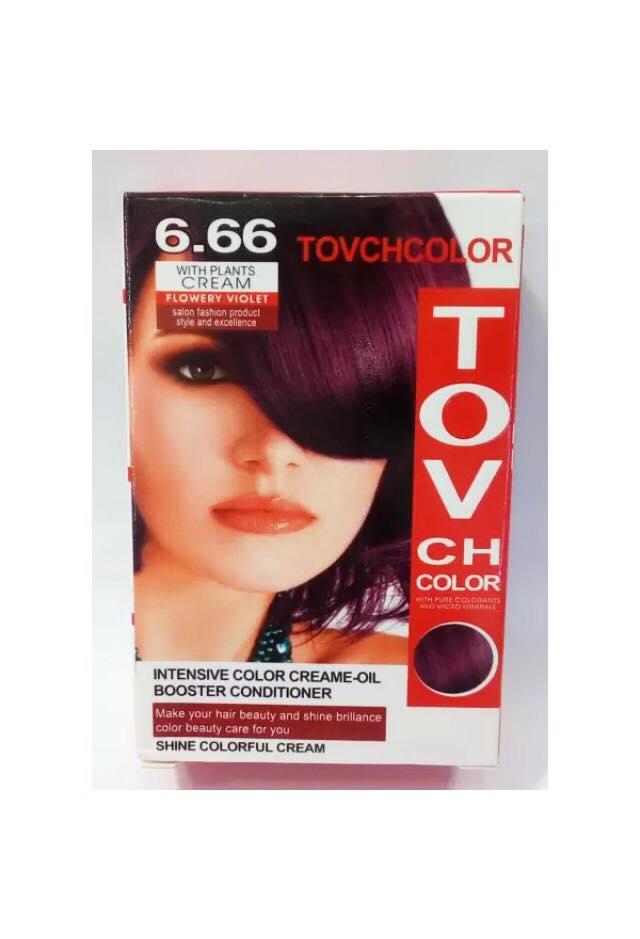 6.66
TOVCHCOLOR
WITH PLANTS
CREAM
FLOWERY VIOLET
salon fashion product
style and excellence
T
O
V
CH
COLOR
WITH PURE COLORANTS
AND MICRO MINERALS
INTENSIVE COLOR CREAME-OIL
BOOSTER CONDITIONER
Make your hair beauty and shine brillance
color beauty care for you
SHINE COLORFUL CREAM